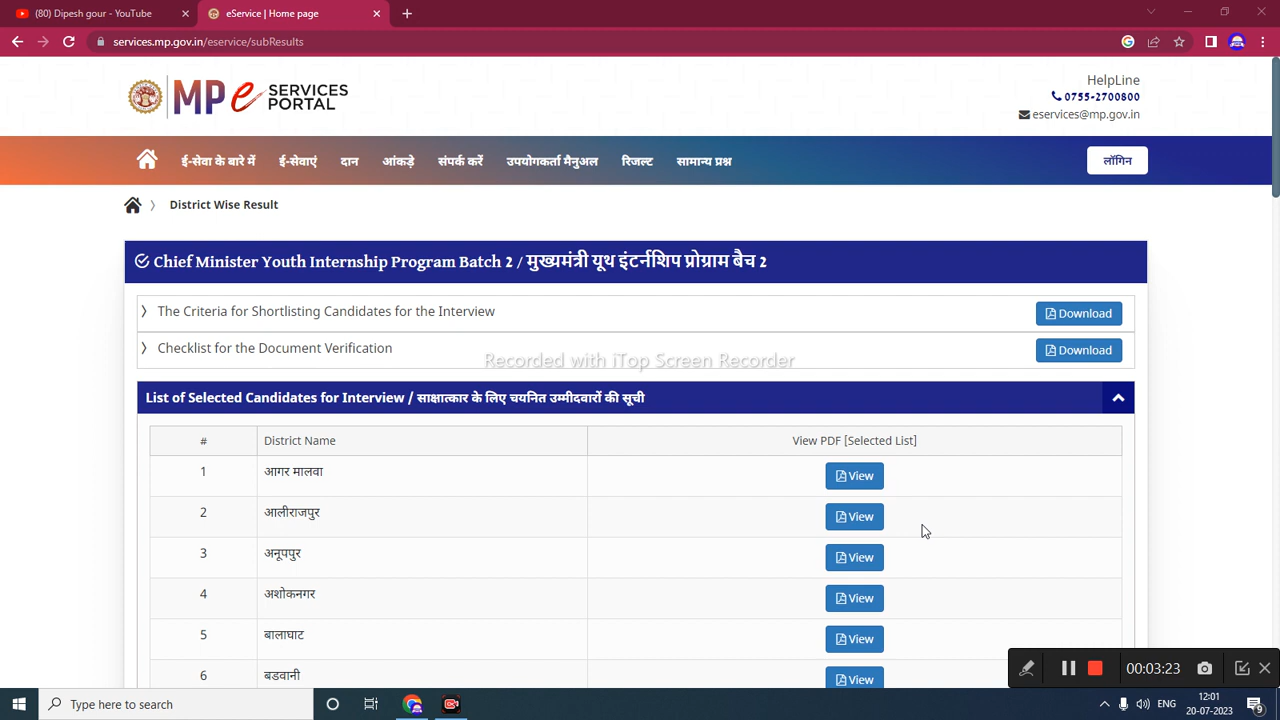 (80) Dipesh gour - YouTube
eService | Home page
services.mp.gov.in/eservice/subResults
MP e SERVICES PORTAL
HelpLine
0755-2700800
eservices@mp.gov.in
ई-सेवा के बारे में ई-सेवाएं दान आंकड़े संपर्क करें उपयोगकर्ता मैनुअल रिजल्ट सामान्य प्रश्न लॉगिन
District Wise Result
Chief Minister Youth Internship Program Batch 2 / मुख्यमंत्री यूथ इंटर्नशिप प्रोग्राम बैच 2
The Criteria for Shortlisting Candidates for the Interview Download
Checklist for the Document Verification Download
Recorded with iTop Screen Recorder
List of Selected Candidates for Interview / साक्षात्कार के लिए चयनित उम्मीदवारों की सूची
# District Name View PDF [Selected List]
1 आगर मालवा View
2 आलीराजपुर View
3 अनूपपुर View
4 अशोकनगर View
5 बालाघाट View
6 बडवानी View
00:03:23
Type here to search
ENG
12:01
20-07-2023
9